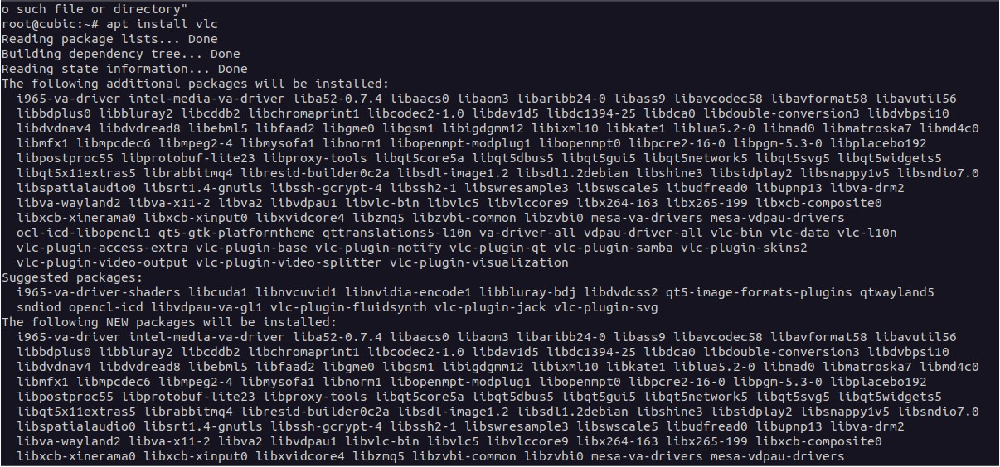 o such file or directory"
root@cubic:~# apt install vlc
Reading package lists... Done
Building dependency tree... Done
Reading state information... Done
The following additional packages will be installed:
  i965-va-driver intel-media-va-driver liba52-0.7.4 libaacs0 libaom3 libaribb24-0 libass9 libavcodec58 libavformat58 libavutil56
  libbdplus0 libbluray2 libcddb2 libchromaprint1 libcodec2-1.0 libdav1d5 libdc1394-25 libdca0 libdouble-conversion3 libdvbpsi10
  libdvdnav4 libdvdread8 libebml5 libfaad2 libgme0 libgsm1 libigdgmm12 libixml10 libkate1 liblua5.2-0 libmad0 libmatroska7 libmd4c0
  libmfx1 libmpcdec6 libmpeg2-4 libmysofa1 libnorm1 libopenmpt-modplug1 libopenmpt0 libpcre2-16-0 libpgm-5.3-0 libplacebo192
  libpostproc55 libprotobuf-lite23 libproxy-tools libqt5core5a libqt5dbus5 libqt5gui5 libqt5network5 libqt5svg5 libqt5widgets5
  libqt5x11extras5 librabbitmq4 libresid-builder0c2a libsdl-image1.2 libsdl1.2debian libshine3 libsidplay2 libsnappy1v5 libsndio7.0
  libspatialaudio0 libsrt1.4-gnutls libssh-gcrypt-4 libssh2-1 libswresample3 libswscale5 libudfread0 libupnp13 libva-drm2
  libva-wayland2 libva-x11-2 libva2 libvdpau1 libvlc-bin libvlc5 libvlccore9 libx264-163 libx265-199 libxcb-composite0
  libxcb-xinerama0 libxcb-xinput0 libxvidcore4 libzmq5 libzvbi-common libzvbi0 mesa-va-drivers mesa-vdpau-drivers
  ocl-icd-libopencl1 qt5-gtk-platformtheme qttranslations5-l10n va-driver-all vdpau-driver-all vlc-bin vlc-data vlc-l10n
  vlc-plugin-access-extra vlc-plugin-base vlc-plugin-notify vlc-plugin-qt vlc-plugin-samba vlc-plugin-skins2
  vlc-plugin-video-output vlc-plugin-video-splitter vlc-plugin-visualization
Suggested packages:
  i965-va-driver-shaders libcuda1 libnvcuvid1 libnvidia-encode1 libbluray-bdj libdvdcss2 qt5-image-formats-plugins qtwayland5
  sndiod opencl-icd libvdpau-va-gl1 vlc-plugin-fluidsynth vlc-plugin-jack vlc-plugin-svg
The following NEW packages will be installed:
  i965-va-driver intel-media-va-driver liba52-0.7.4 libaacs0 libaom3 libaribb24-0 libass9 libavcodec58 libavformat58 libavutil56
  libbdplus0 libbluray2 libcddb2 libchromaprint1 libcodec2-1.0 libdav1d5 libdc1394-25 libdca0 libdouble-conversion3 libdvbpsi10
  libdvdnav4 libdvdread8 libebml5 libfaad2 libgme0 libgsm1 libigdgmm12 libixml10 libkate1 liblua5.2-0 libmad0 libmatroska7 libmd4c0
  libmfx1 libmpcdec6 libmpeg2-4 libmysofa1 libnorm1 libopenmpt-modplug1 libopenmpt0 libpcre2-16-0 libpgm-5.3-0 libplacebo192
  libpostproc55 libprotobuf-lite23 libproxy-tools libqt5core5a libqt5dbus5 libqt5gui5 libqt5network5 libqt5svg5 libqt5widgets5
  libqt5x11extras5 librabbitmq4 libresid-builder0c2a libsdl-image1.2 libsdl1.2debian libshine3 libsidplay2 libsnappy1v5 libsndio7.0
  libspatialaudio0 libsrt1.4-gnutls libssh-gcrypt-4 libssh2-1 libswresample3 libswscale5 libudfread0 libupnp13 libva-drm2
  libva-wayland2 libva-x11-2 libva2 libvdpau1 libvlc-bin libvlc5 libvlccore9 libx264-163 libx265-199 libxcb-composite0
  libxcb-xinerama0 libxcb-xinput0 libxvidcore4 libzmq5 libzvbi-common libzvbi0 mesa-va-drivers mesa-vdpau-drivers